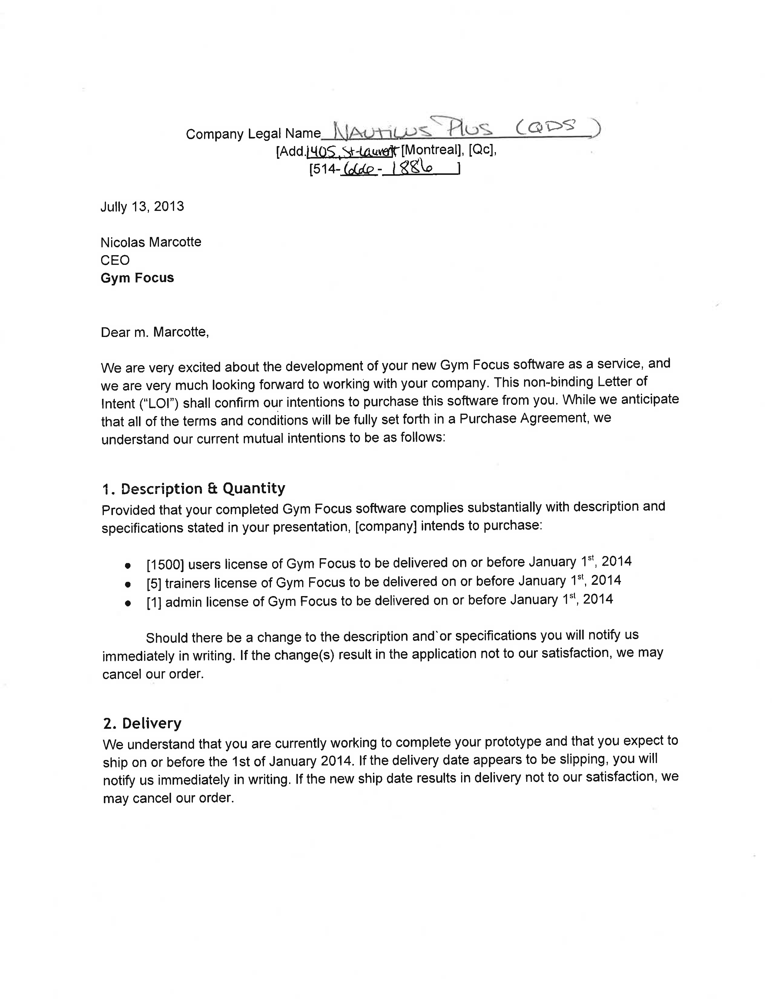 Company Legal Name NAUTILUS PLUS (QDS)
[Add. 1405, St-Laurent [Montreal], [Qc],
[514-666-1886]
Jully 13, 2013
Nicolas Marcotte
CEO
Gym Focus
Dear m. Marcotte,
We are very excited about the development of your new Gym Focus software as a service, and
we are very much looking forward to working with your company. This non-binding Letter of
Intent (“LOI”) shall confirm our intentions to purchase this software from you. While we anticipate
that all of the terms and conditions will be fully set forth in a Purchase Agreement, we
understand our current mutual intentions to be as follows:
1. Description & Quantity
Provided that your completed Gym Focus software complies substantially with description and
specifications stated in your presentation, [company] intends to purchase:
• [1500] users license of Gym Focus to be delivered on or before January 1st, 2014
• [5] trainers license of Gym Focus to be delivered on or before January 1st, 2014
• [1] admin license of Gym Focus to be delivered on or before January 1st, 2014
Should there be a change to the description and`or specifications you will notify us
immediately in writing. If the change(s) result in the application not to our satisfaction, we may
cancel our order.
2. Delivery
We understand that you are currently working to complete your prototype and that you expect to
ship on or before the 1st of January 2014. If the delivery date appears to be slipping, you will
notify us immediately in writing. If the new ship date results in delivery not to our satisfaction, we
may cancel our order.